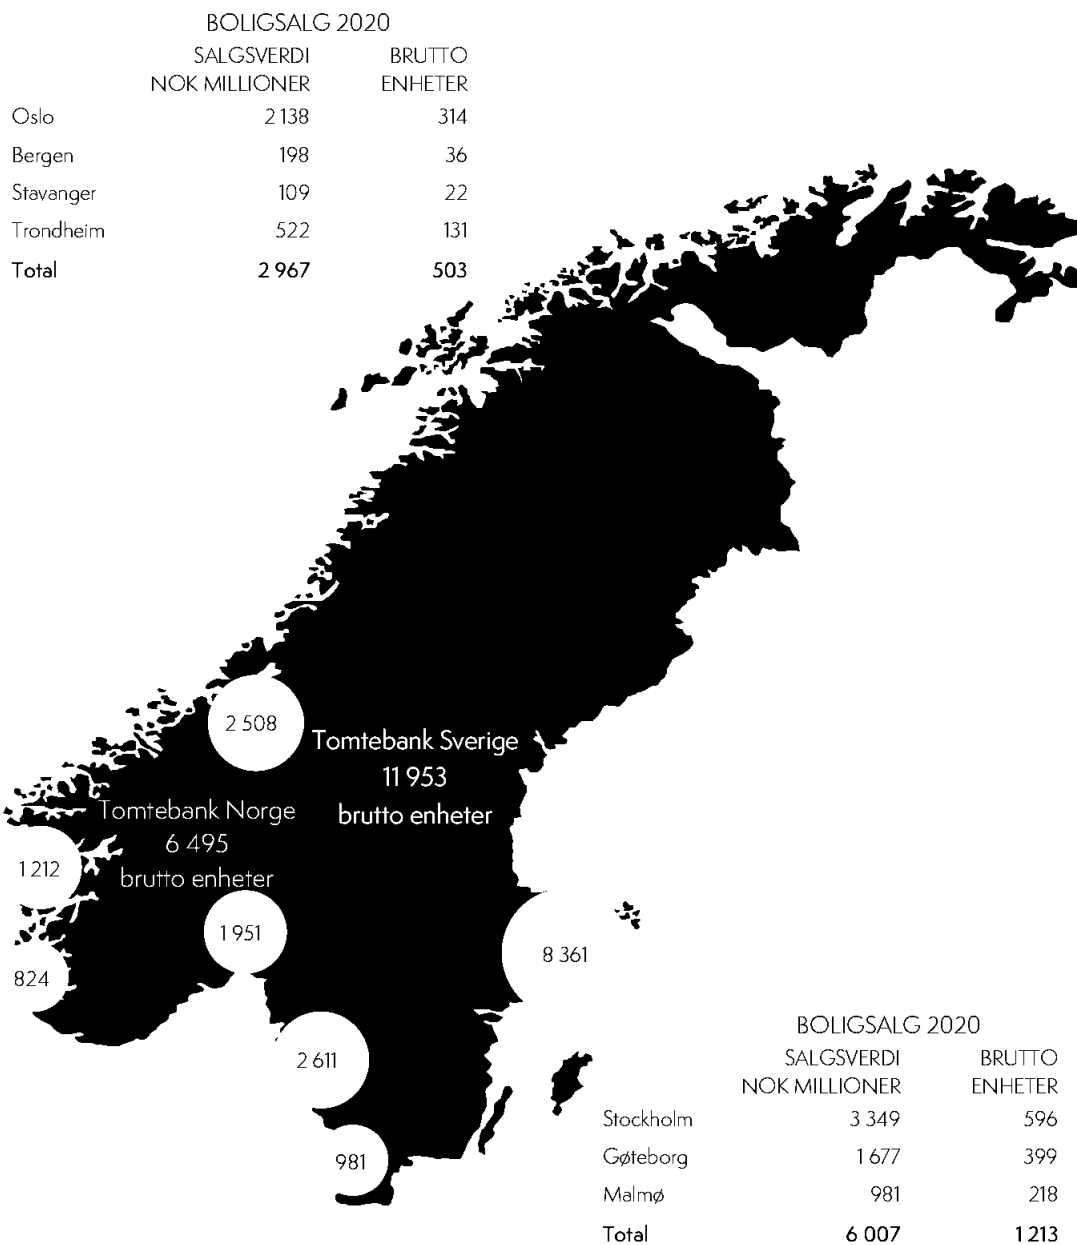 BOLIGSALG 2020
SALGSVERDI BRUTTO
NOK MILLIONER ENHETER
Oslo 2 138 314
Bergen 198 36
Stavanger 109 22
Trondheim 522 131
Total 2 967 503
2 508
Tomtebank Sverige
11 953
brutto enheter
Tomtebank Norge
6 495
brutto enheter
1 212
1 951
8 361
824
2 611
981
BOLIGSALG 2020
SALGSVERDI BRUTTO
NOK MILLIONER ENHETER
Stockholm 3 349 596
Gøteborg 1 677 399
Malmø 981 218
Total 6 007 1 213